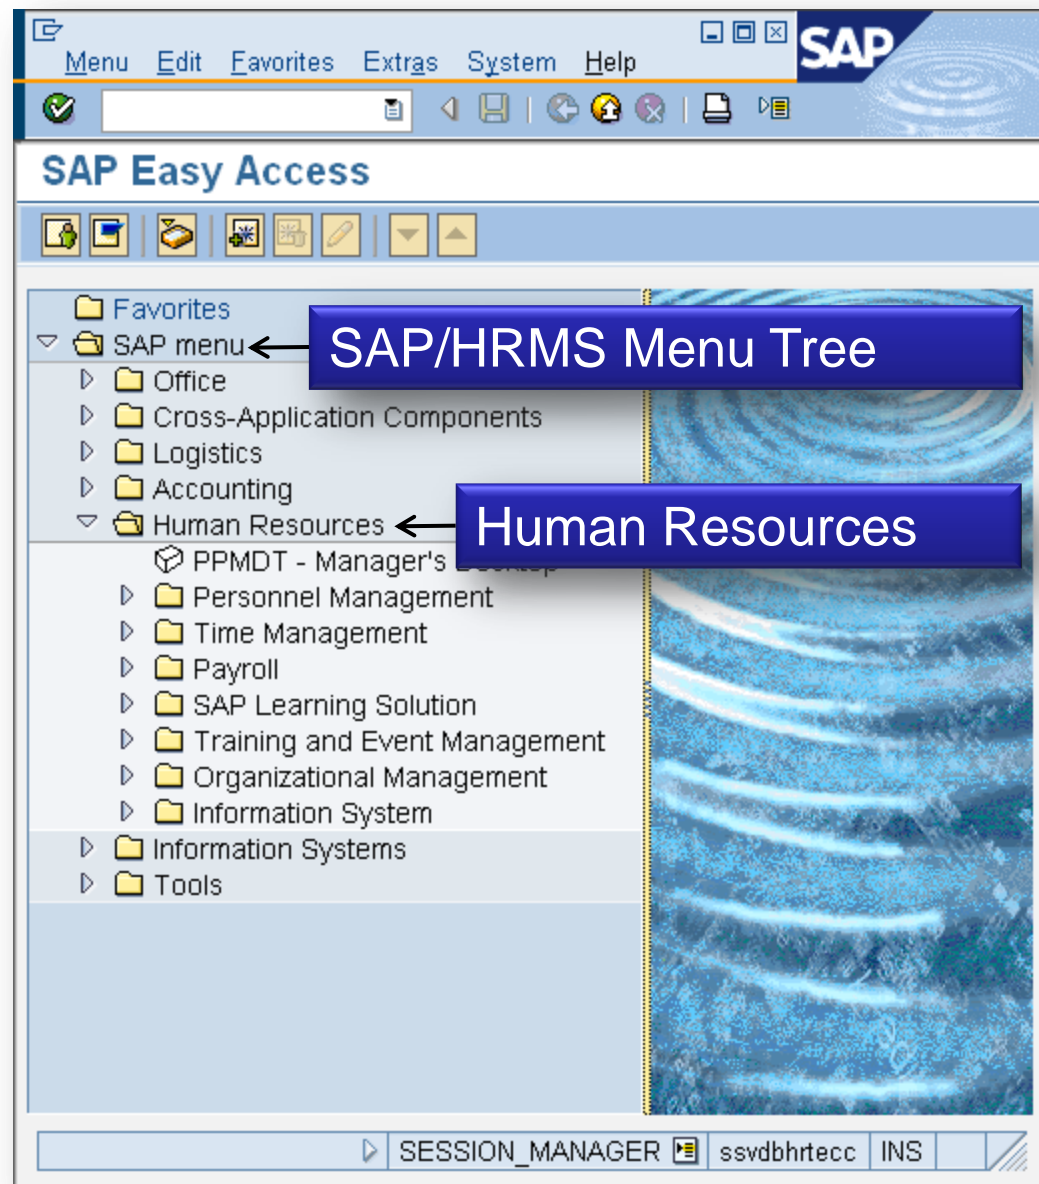 Menu Edit Favorites Extras System Help
SAP
SAP Easy Access
Favorites
SAP menu
SAP/HRMS Menu Tree
Office
Cross-Application Components
Logistics
Accounting
Human Resources
Human Resources
PPMDT - Manager's Desktop
Personnel Management
Time Management
Payroll
SAP Learning Solution
Training and Event Management
Organizational Management
Information System
Information Systems
Tools
SESSION_MANAGER ssvdbhrtecc INS